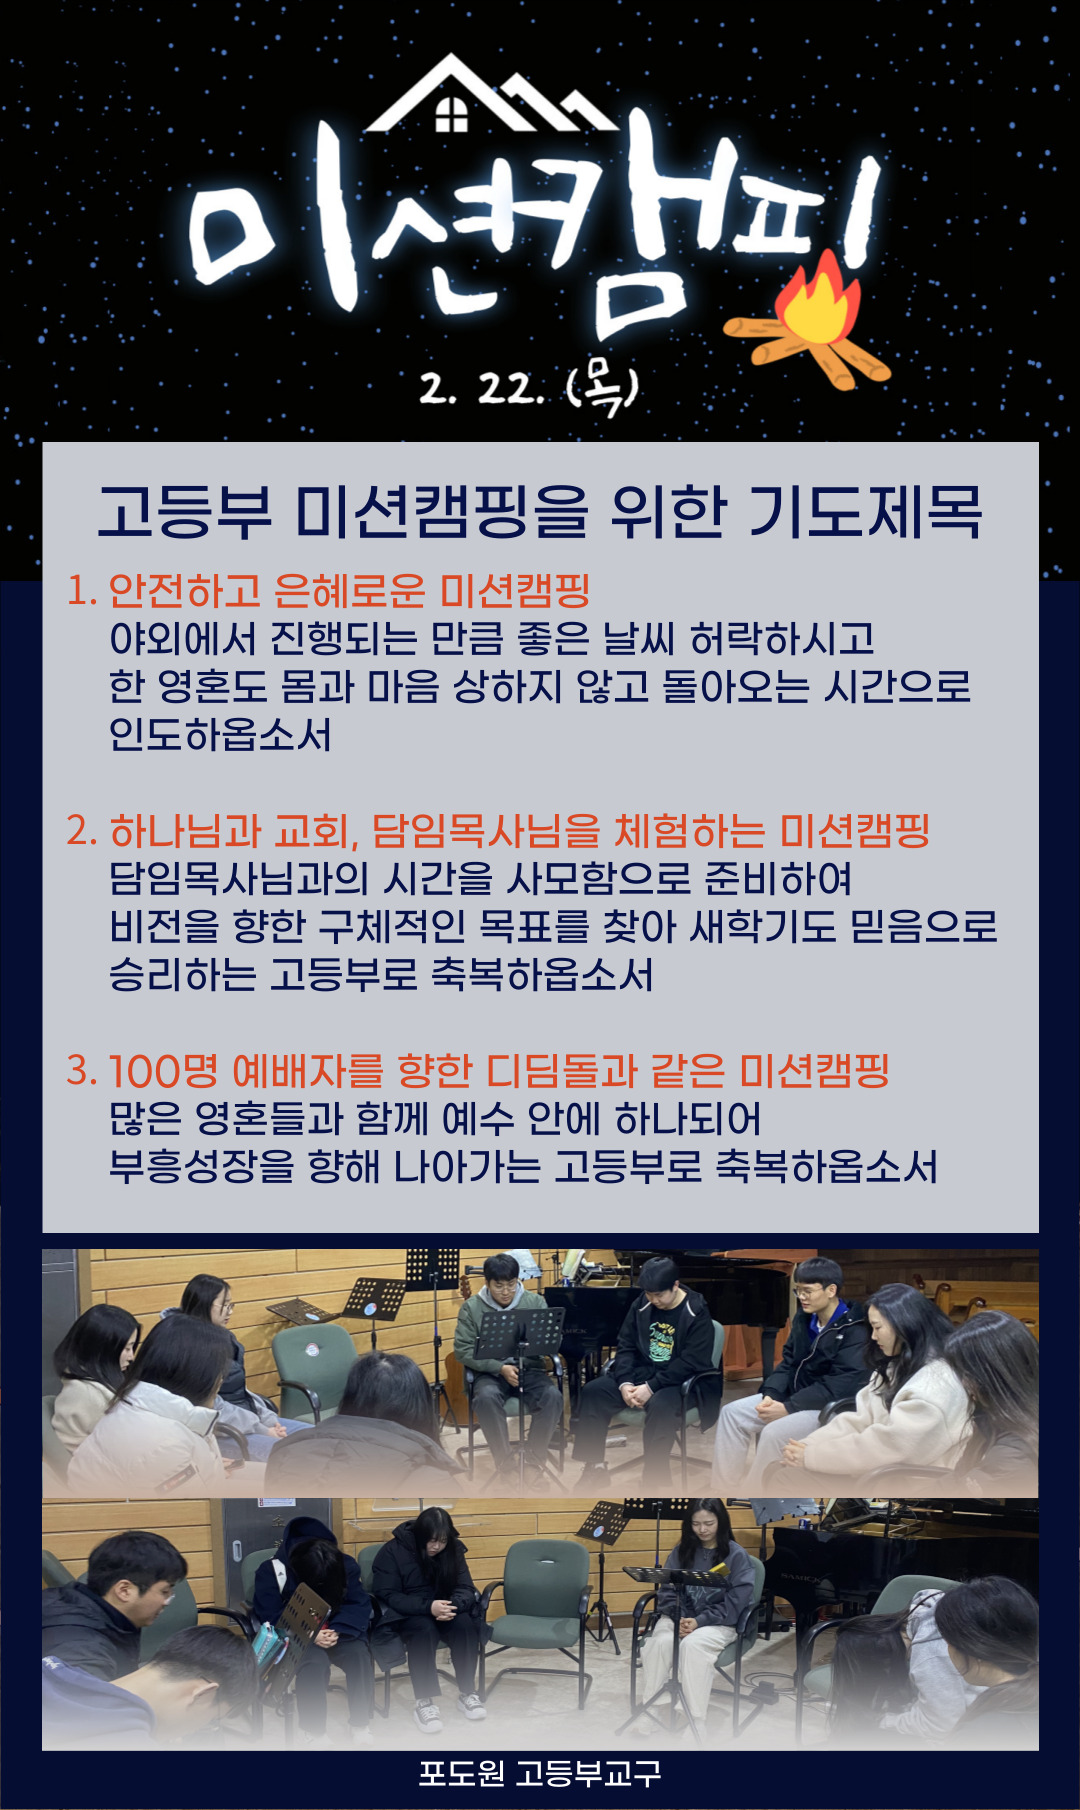 미션캠핑
2. 22. (목)
고등부 미션캠핑을 위한 기도제목
1. 안전하고 은혜로운 미션캠핑
야외에서 진행되는 만큼 좋은 날씨 허락하시고
한 영혼도 몸과 마음 상하지 않고 돌아오는 시간으로
인도하옵소서
2. 하나님과 교회, 담임목사님을 체험하는 미션캠핑
담임목사님과의 시간을 사모함으로 준비하여
비전을 향한 구체적인 목표를 찾아 새학기도 믿음으로
승리하는 고등부로 축복하옵소서
3. 100명 예배자를 향한 디딤돌과 같은 미션캠핑
많은 영혼들과 함께 예수 안에 하나되어
부흥성장을 향해 나아가는 고등부로 축복하옵소서
SAMICK
SAMICK
포도원 고등부교구